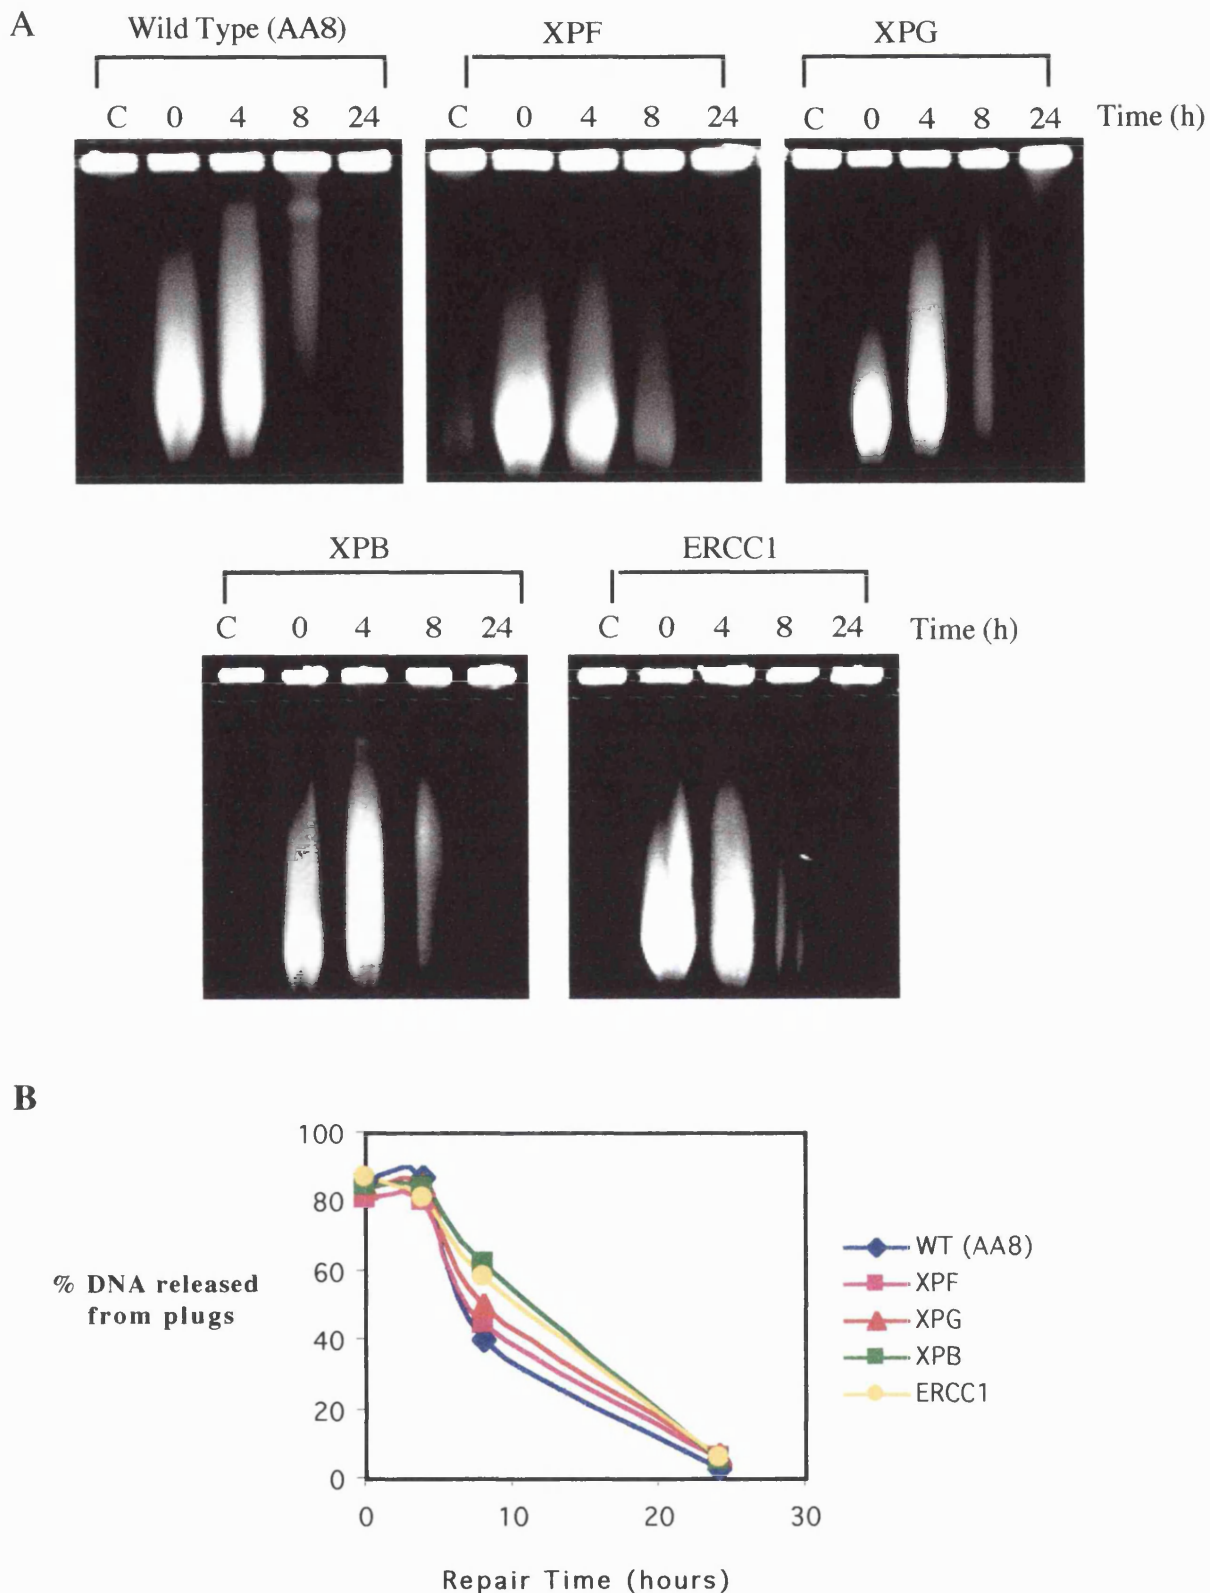 A
Wild Type (AA8)
XPF
XPG
C 0 4 8 24
C 0 4 8 24
C 0 4 8 24 Time (h)
XPB
ERCC1
C 0 4 8 24
C 0 4 8 24 Time (h)
B
100
80
60
40
20
0
% DNA released
from plugs
0 10 20 30
Repair Time (hours)
WT (AA8)
XPF
XPG
XPB
ERCC1